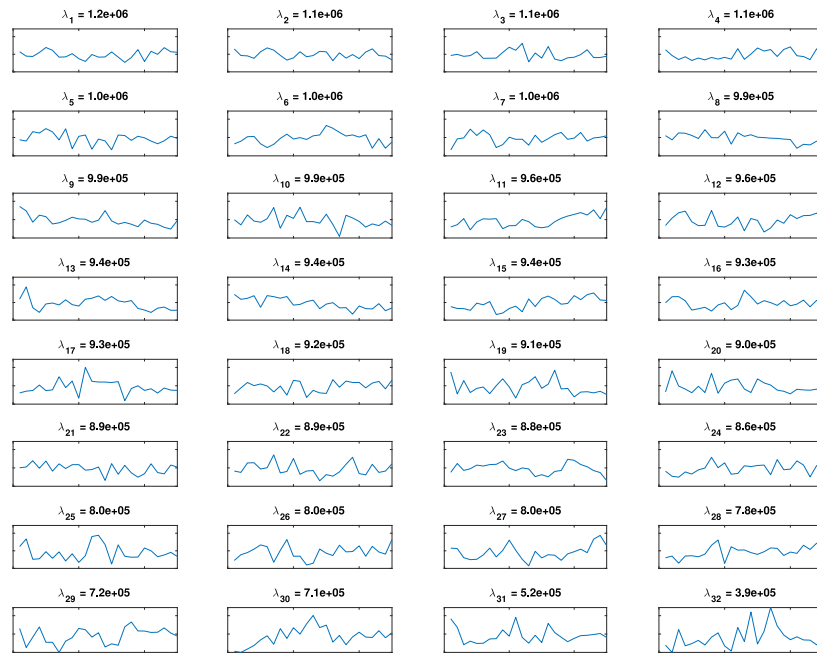 λ1 = 1.2e+06 λ2 = 1.1e+06 λ3 = 1.1e+06 λ4 = 1.1e+06
λ5 = 1.0e+06 λ6 = 1.0e+06 λ7 = 1.0e+06 λ8 = 9.9e+05
λ9 = 9.9e+05 λ10 = 9.9e+05 λ11 = 9.6e+05 λ12 = 9.6e+05
λ13 = 9.4e+05 λ14 = 9.4e+05 λ15 = 9.4e+05 λ16 = 9.3e+05
λ17 = 9.3e+05 λ18 = 9.2e+05 λ19 = 9.1e+05 λ20 = 9.0e+05
λ21 = 8.9e+05 λ22 = 8.9e+05 λ23 = 8.8e+05 λ24 = 8.6e+05
λ25 = 8.0e+05 λ26 = 8.0e+05 λ27 = 8.0e+05 λ28 = 7.8e+05
λ29 = 7.2e+05 λ30 = 7.1e+05 λ31 = 5.2e+05 λ32 = 3.9e+05